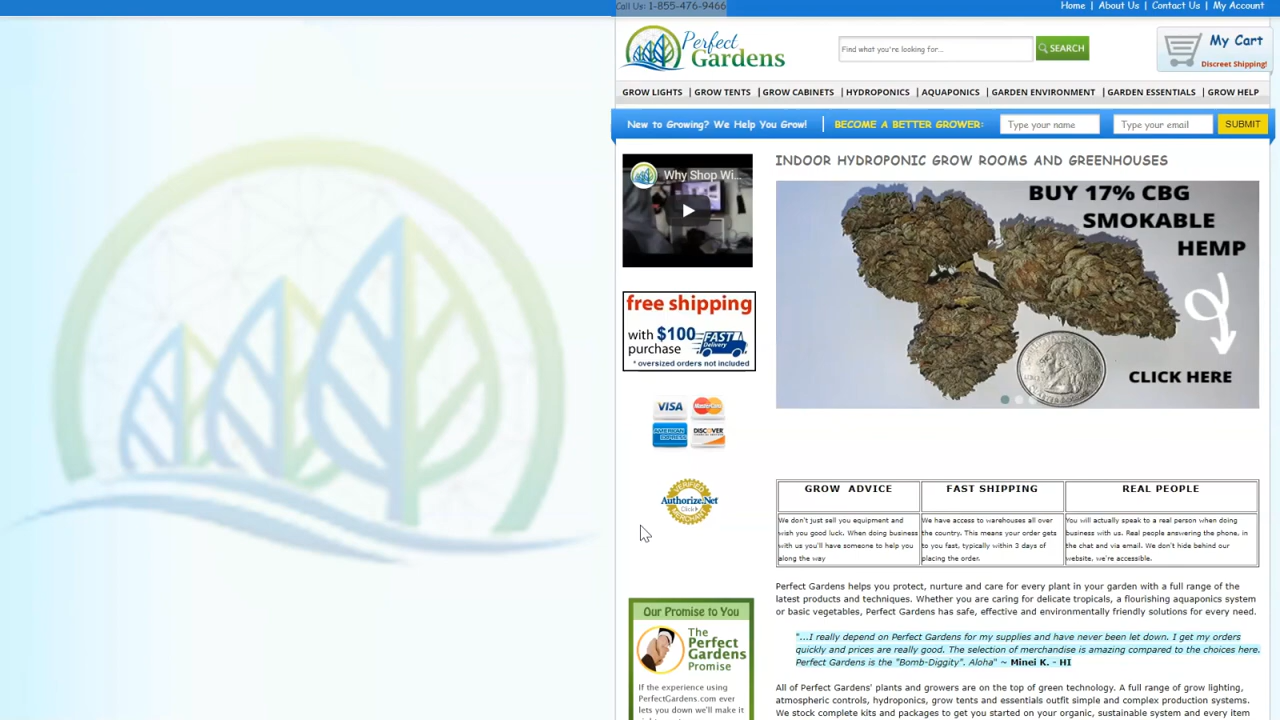 Call Us: 1-855-476-9466
Home | About Us | Contact Us | My Account
Perfect
Gardens
Find what you're looking for...
SEARCH
My Cart
Discreet Shipping!
GROW LIGHTS | GROW TENTS | GROW CABINETS | HYDROPONICS | AQUAPONICS | GARDEN ENVIRONMENT | GARDEN ESSENTIALS | GROW HELP
New to Growing? We Help You Grow! | BECOME A BETTER GROWER: Type your name Type your email SUBMIT
Why Shop Wi...
free shipping
with $100
purchase
FAST
Delivery
* oversized orders not included
VISA MasterCard
AMERICAN EXPRESS DISCOVER
VERIFIED
Authorize.Net
Click
Our Promise to You
The
Perfect
Gardens
Promise
If the experience using
PerfectGardens.com ever
lets you down we'll make it
INDOOR HYDROPONIC GROW ROOMS AND GREENHOUSES
BUY 17% CBG
SMOKABLE
HEMP
CLICK HERE
GROW ADVICE
We don't just sell you equipment and
wish you good luck. When doing business
with us you'll have someone to help you
along the way
FAST SHIPPING
We have access to warehouses all over
the country. This means your order gets
to you fast, typically within 3 days of
placing the order.
REAL PEOPLE
You will actually speak to a real person when doing
business with us. Real people answering the phone, in
the chat and via email. We don't hide behind our
website, we're accessible.
Perfect Gardens helps you protect, nurture and care for every plant in your garden with a full range of the
latest products and techniques. Whether you are caring for delicate tropicals, a flourishing aquaponics system
or basic vegetables, Perfect Gardens has safe, effective and environmentally friendly solutions for every need.
"...I really depend on Perfect Gardens for my supplies and have never been let down. I get my orders
quickly and prices are really good. The selection of merchandise is amazing compared to the choices here.
Perfect Gardens is the "Bomb-Diggity". Aloha" ~ Minei K. - HI
All of Perfect Gardens' plants and growers are on the top of green technology. A full range of grow lighting,
atmospheric controls, hydroponics, grow tents and essentials outfit simple and complex production systems.
We stock complete kits and packages to get you started on your organic, sustainable system and every item